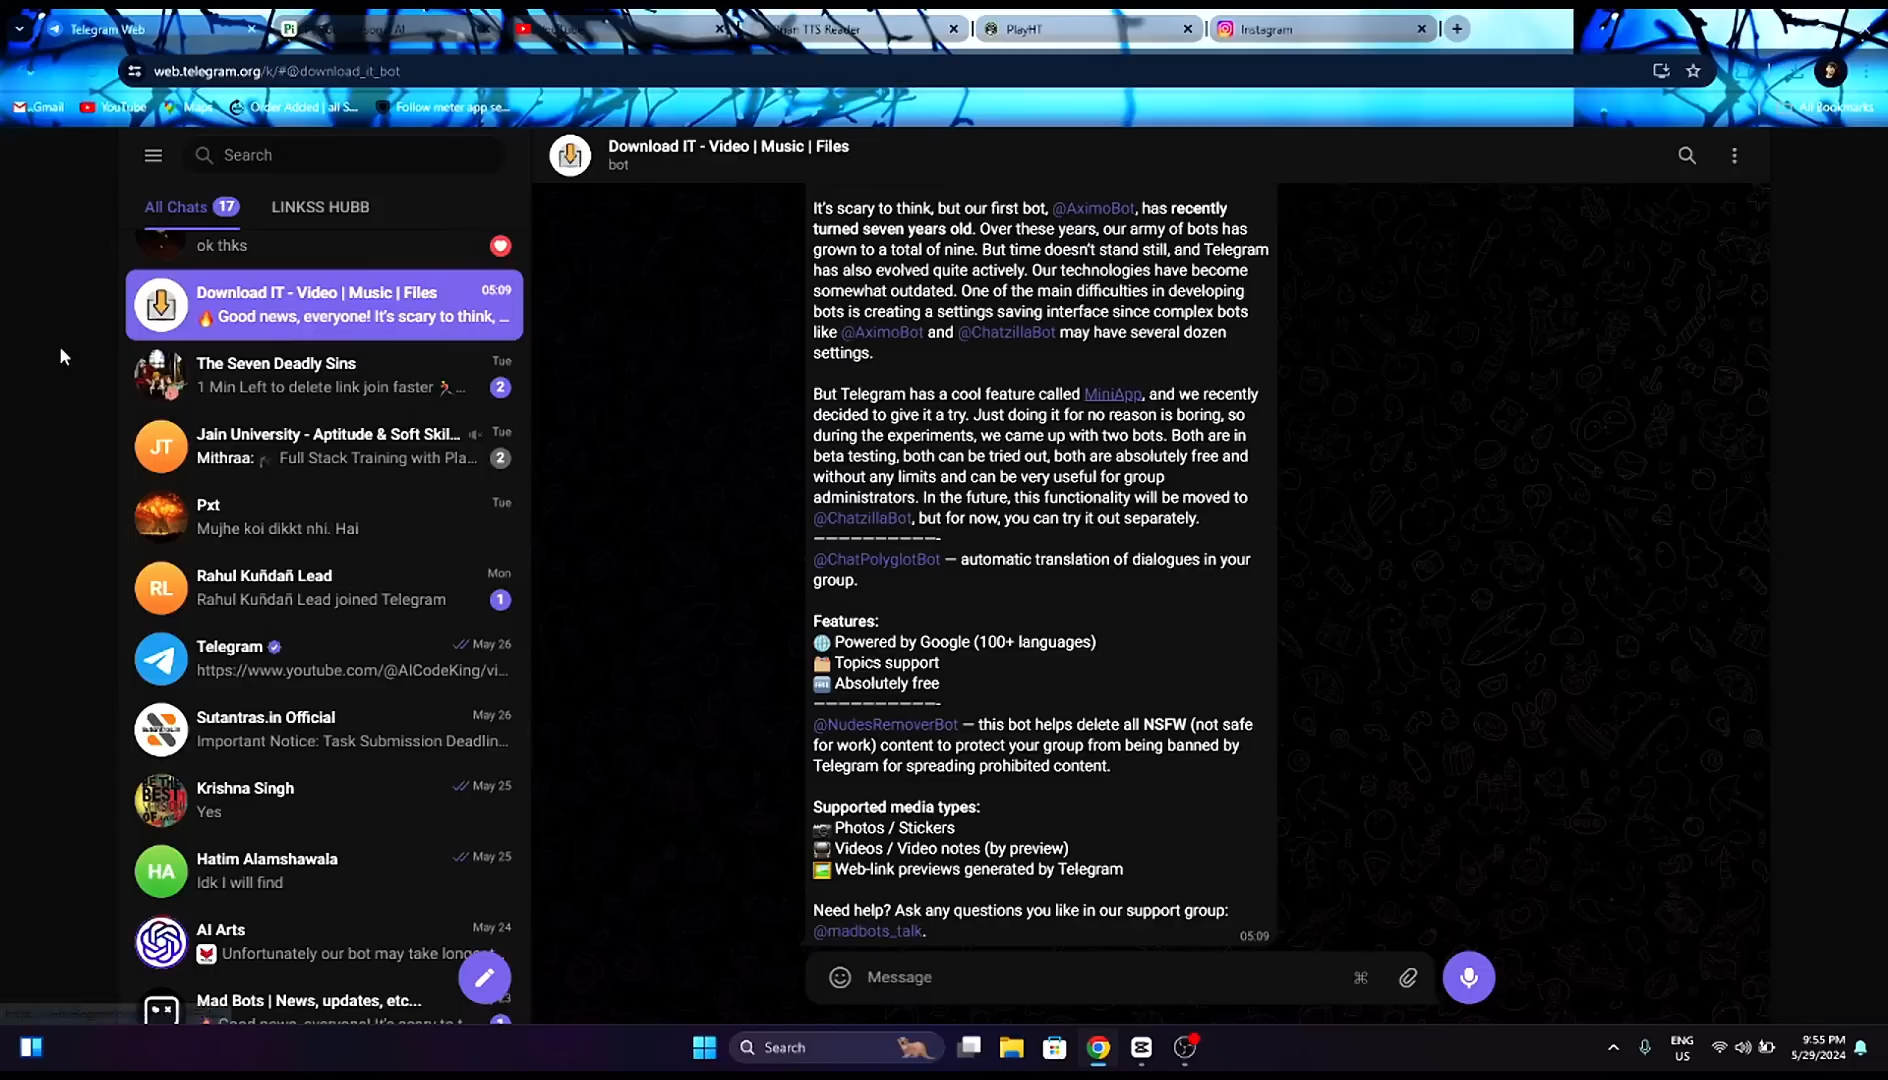 Telegram Web
YouTube
TTS Reader
PlayHT
Instagram
web.telegram.org/k/#@download_it_bot
Gmail
YouTube
Maps
Order Added | all S...
Follow meter app se...
All Bookmarks
Search
All Chats 17
LINKSS HUBB
ok thks
Download IT - Video | Music | Files
05:09
🔥 Good news, everyone! It's scary to think, ...
The Seven Deadly Sins
Tue
1 Min Left to delete link join faster 🏃 ...
2
JT
Jain University - Aptitude & Soft Skil...
Tue
Mithraa: Full Stack Training with Pla...
2
Pxt
Tue
Mujhe koi dikkt nhi. Hai
RL
Rahul Kuñdañ Lead
Mon
Rahul Kuñdañ Lead joined Telegram
1
Telegram
May 26
https://www.youtube.com/@AICodeKing/vi...
Sutantras.in Official
May 26
Important Notice: Task Submission Deadlin...
Krishna Singh
May 25
Yes
HA
Hatim Alamshawala
May 25
Idk I will find
AI Arts
May 24
Unfortunately our bot may take longe
Mad Bots | News, updates, etc...
Download IT - Video | Music | Files
bot
It's scary to think, but our first bot, @AximoBot, has recently
turned seven years old. Over these years, our army of bots has
grown to a total of nine. But time doesn't stand still, and Telegram
has also evolved quite actively. Our technologies have become
somewhat outdated. One of the main difficulties in developing
bots is creating a settings saving interface since complex bots
like @AximoBot and @ChatzillaBot may have several dozen
settings.
But Telegram has a cool feature called MiniApp, and we recently
decided to give it a try. Just doing it for no reason is boring, so
during the experiments, we came up with two bots. Both are in
beta testing, both can be tried out, both are absolutely free and
without any limits and can be very useful for group
administrators. In the future, this functionality will be moved to
@ChatzillaBot, but for now, you can try it out separately.
——————————-
@ChatPolyglotBot — automatic translation of dialogues in your
group.
Features:
🌐 Powered by Google (100+ languages)
🗂 Topics support
🆓 Absolutely free
——————————-
@NudesRemoverBot — this bot helps delete all NSFW (not safe
for work) content to protect your group from being banned by
Telegram for spreading prohibited content.
Supported media types:
📷 Photos / Stickers
Videos / Video notes (by preview)
🖼 Web-link previews generated by Telegram
Need help? Ask any questions you like in our support group:
@madbots_talk.
05:09
Message
Search
ENG
US
9:55 PM
5/29/2024